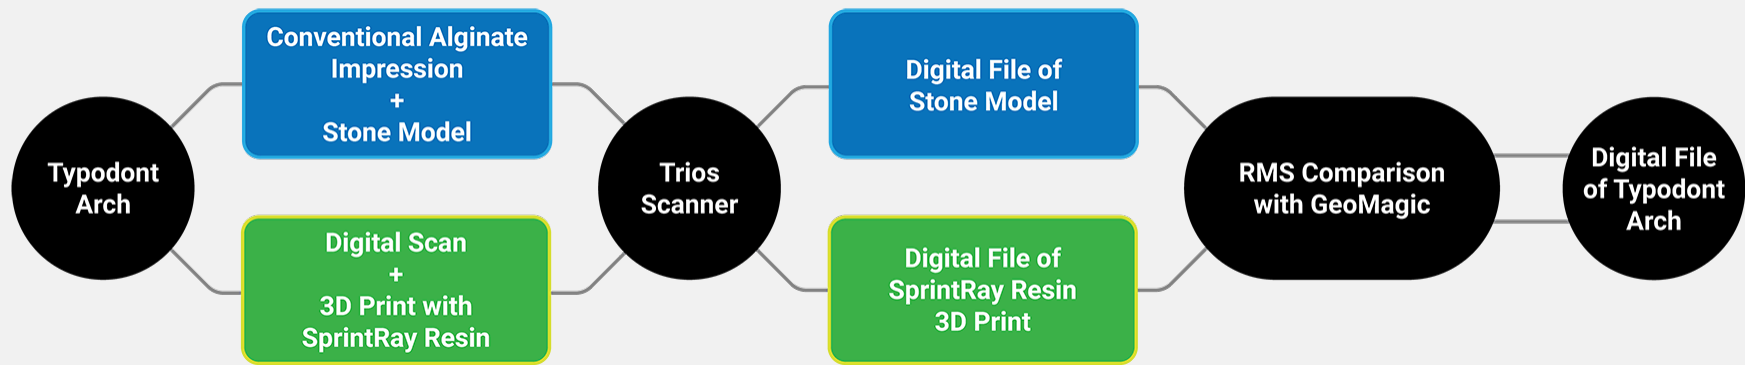 Typodont
Arch
Conventional Alginate
Impression
+
Stone Model
Digital Scan
+
3D Print with
SprintRay Resin
Trios
Scanner
Digital File of
Stone Model
Digital File of
SprintRay Resin
3D Print
RMS Comparison
with GeoMagic
Digital File
of Typodont
Arch